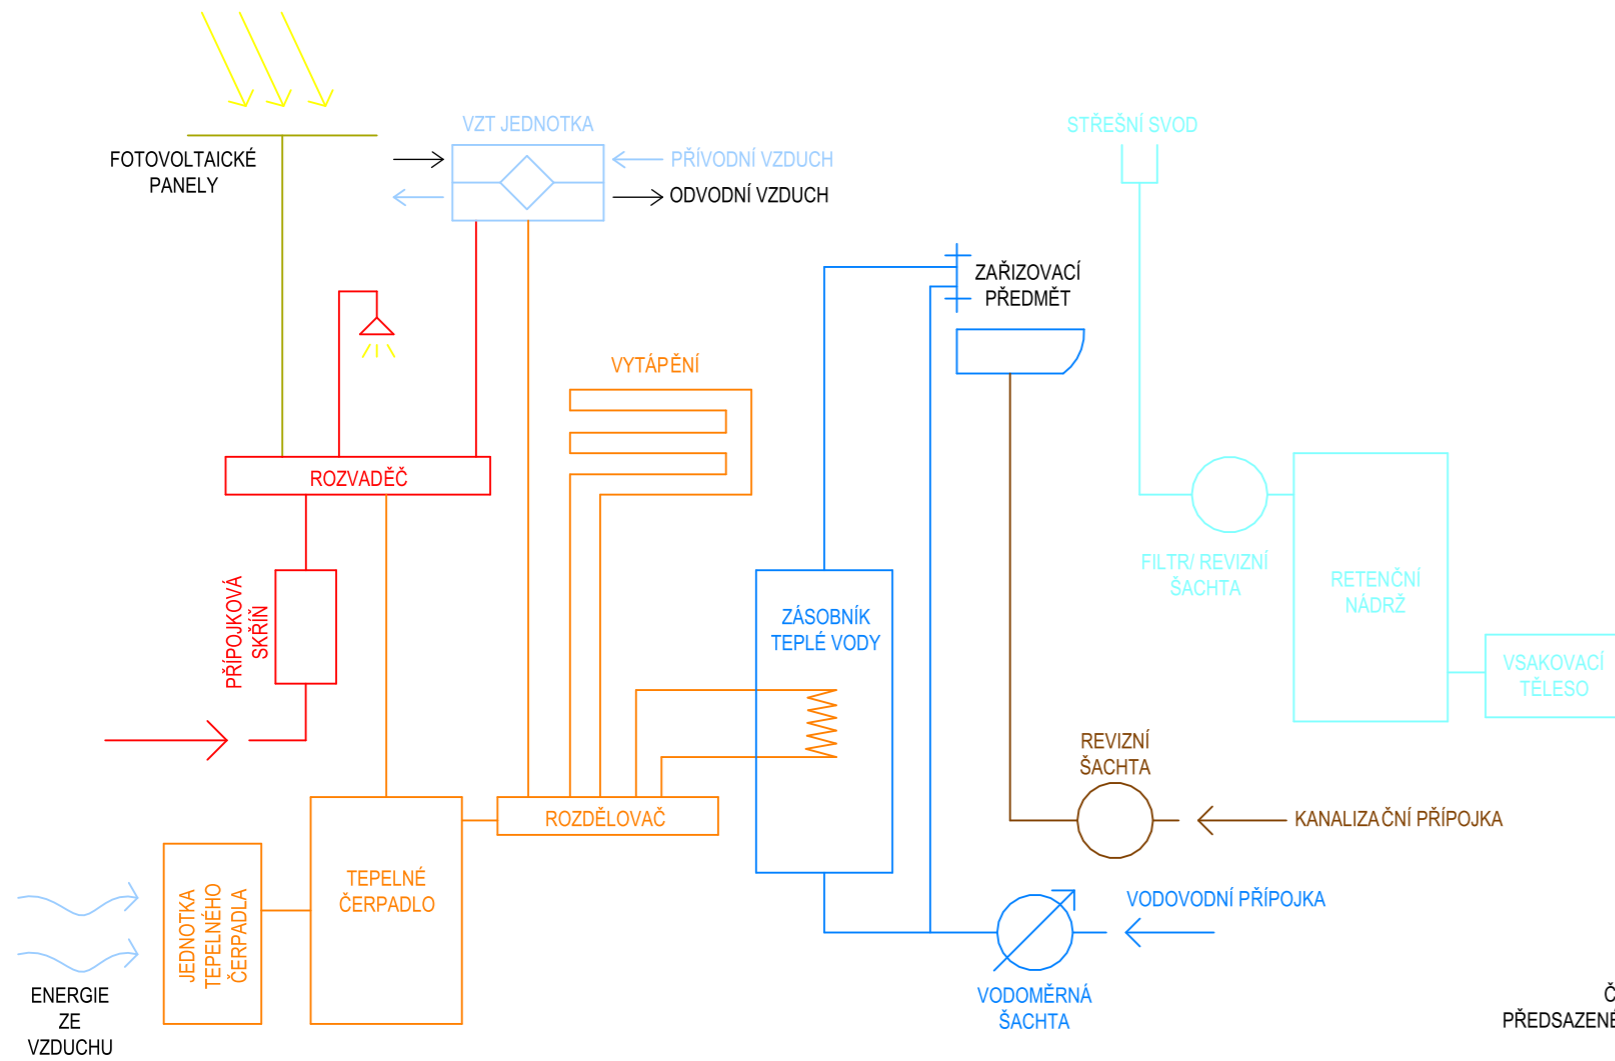 VZT JEDNOTKA
STŘEŠNÍ SVOD
FOTOVOLTAICKÉ
PANELY
PŘÍVODNÍ VZDUCH
ODVODNÍ VZDUCH
ZAŘIZOVACÍ
PŘEDMĚT
VYTÁPĚNÍ
ROZVADĚČ
FILTR/ REVIZNÍ
ŠACHTA
RETENČNÍ
NÁDRŽ
PŘÍPOJKOVÁ
SKŘÍŇ
ZÁSOBNÍK
TEPLÉ VODY
VSAKOVACÍ
TĚLESO
REVIZNÍ
ŠACHTA
ROZDĚLOVAČ
KANALIZAČNÍ PŘÍPOJKA
TEPELNÉ
ČERPADLO
JEDNOTKA
TEPELNÉHO
ČERPADLA
VODOVODNÍ PŘÍPOJKA
ENERGIE
ZE
VZDUCHU
VODOMĚRNÁ
ŠACHTA
Č
PŘEDSAZENÉ